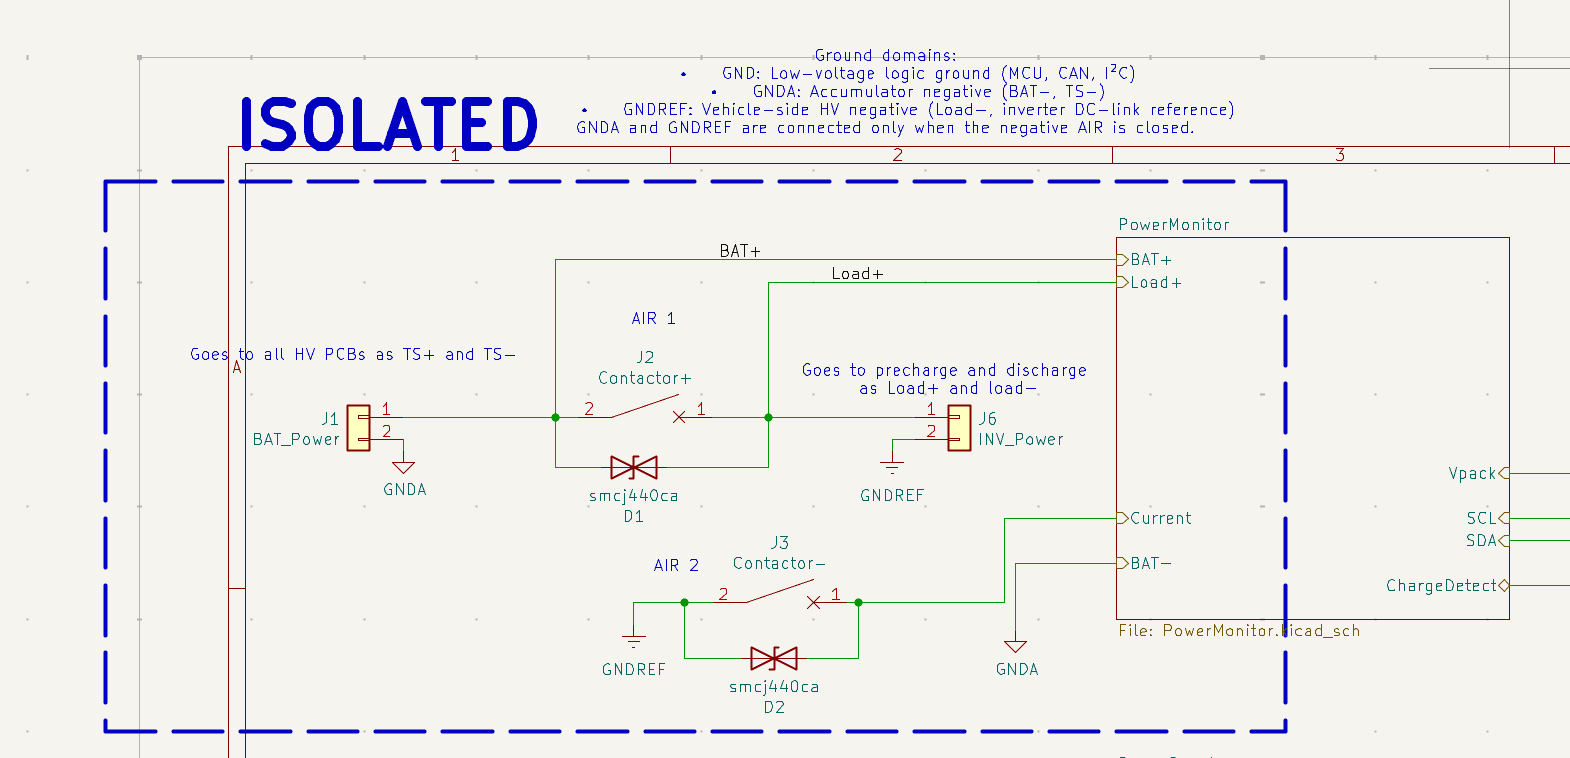 Ground domains:
• GND: Low-voltage logic ground (MCU, CAN, I²C)
• GNDA: Accumulator negative (BAT-, TS-)
• GNDREF: Vehicle-side HV negative (Load-, inverter DC-link reference)
GNDA and GNDREF are connected only when the negative AIR is closed.
ISOLATED
1
2
3
A
PowerMonitor
BAT+
BAT+
Load+
Load+
AIR 1
Goes to all HV PCBs as TS+ and TS-
J2
Contactor+
2
1
Goes to precharge and discharge
as Load+ and load-
J1
BAT_Power
1
2
GNDA
1
2
J6
INV_Power
GNDREF
smcj440ca
D1
Vpack
Current
SCL
SDA
J3
Contactor-
AIR 2
2
1
BAT-
ChargeDetect
File: PowerMonitor.kicad_sch
GNDREF
GNDA
smcj440ca
D2